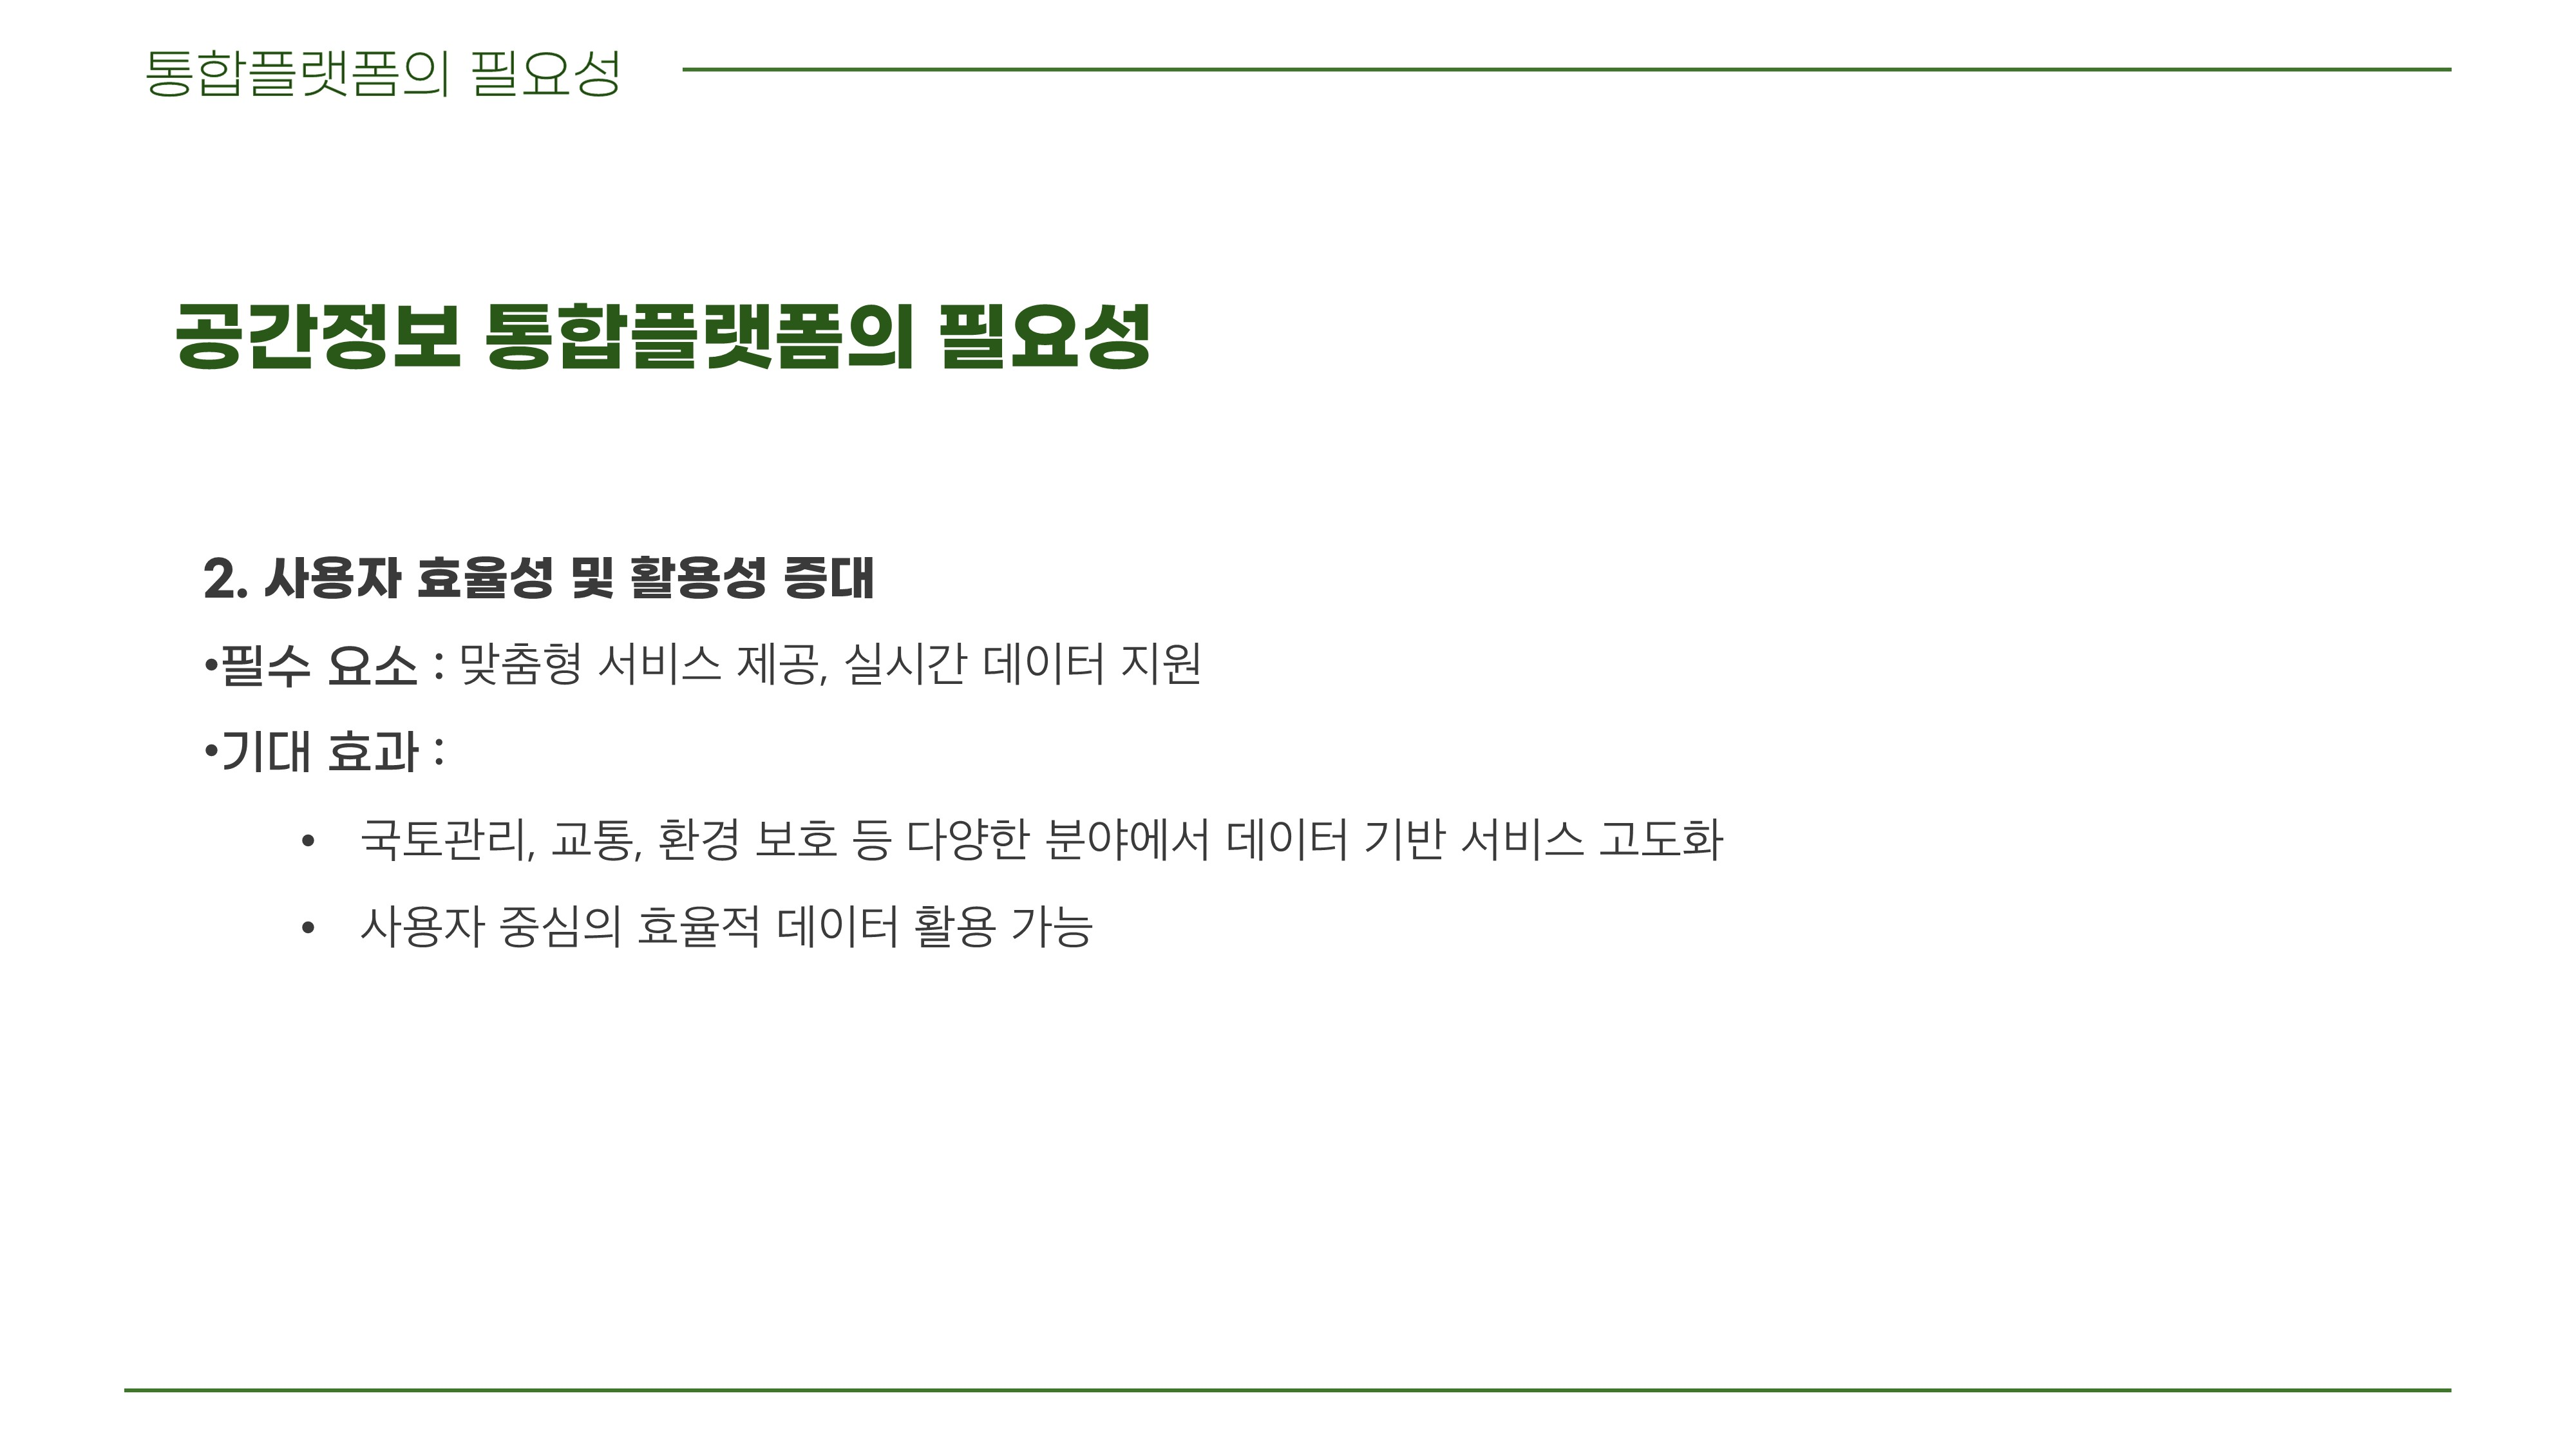 통합플랫폼의 필요성
공간정보 통합플랫폼의 필요성
2. 사용자 효율성 및 활용성 증대
•필수 요소 : 맞춤형 서비스 제공, 실시간 데이터 지원
•기대 효과 :
• 국토관리, 교통, 환경 보호 등 다양한 분야에서 데이터 기반 서비스 고도화
• 사용자 중심의 효율적 데이터 활용 가능